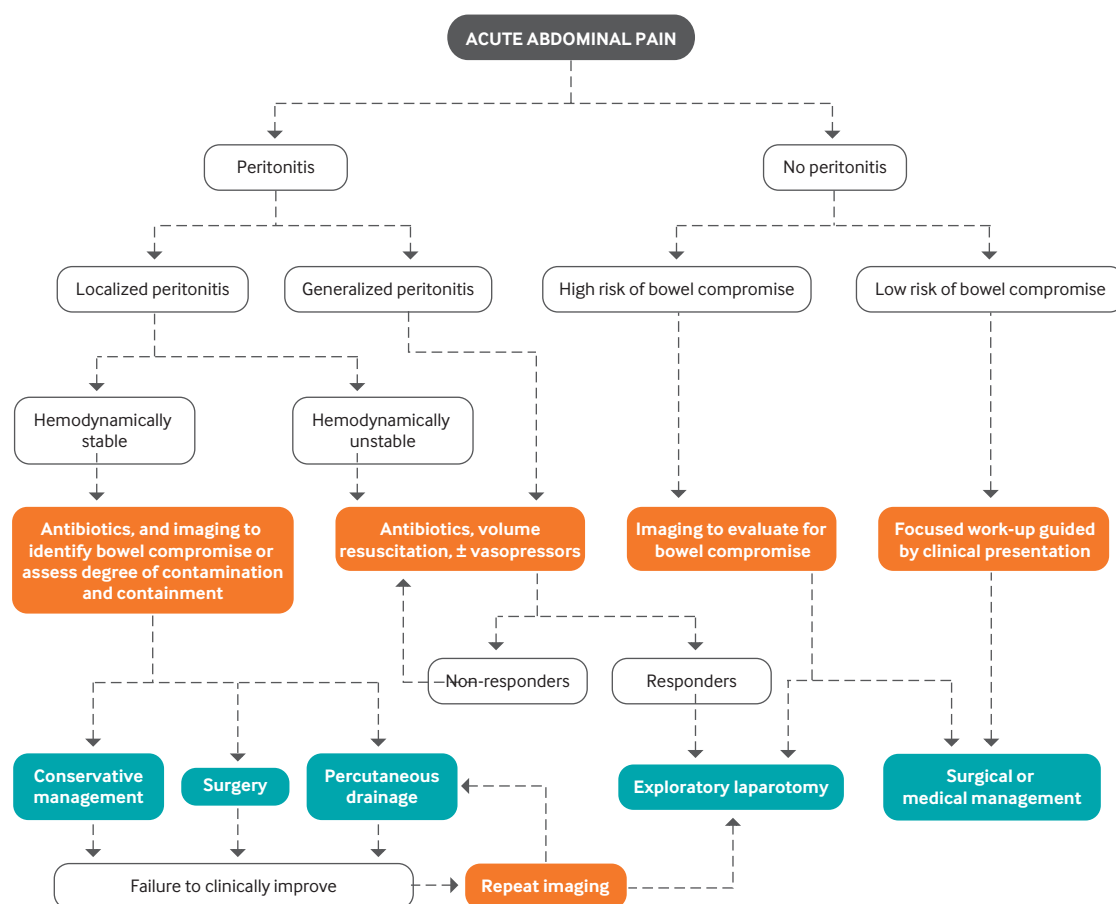 ACUTE ABDOMINAL PAIN
Peritonitis
No peritonitis
Localized peritonitis
Generalized peritonitis
High risk of bowel compromise
Low risk of bowel compromise
Hemodynamically
stable
Hemodynamically
unstable
Antibiotics, and imaging to
identify bowel compromise or
assess degree of contamination
and containment
Antibiotics, volume
resuscitation, ± vasopressors
Imaging to evaluate for
bowel compromise
Focused work-up guided
by clinical presentation
Non-responders
Responders
Conservative
management
Surgery
Percutaneous
drainage
Exploratory laparotomy
Surgical or
medical management
Failure to clinically improve
Repeat imaging